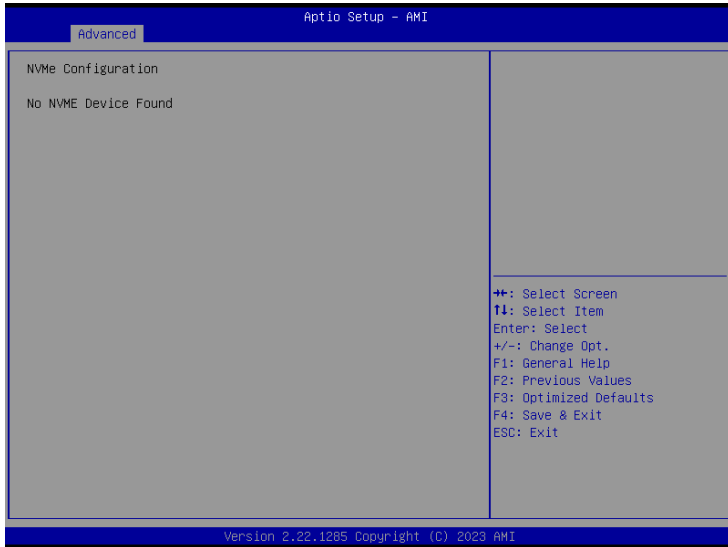 Aptio Setup – AMI
Advanced
NVMe Configuration
No NVME Device Found
→←: Select Screen
↑↓: Select Item
Enter: Select
+/-: Change Opt.
F1: General Help
F2: Previous Values
F3: Optimized Defaults
F4: Save & Exit
ESC: Exit
Version 2.22.1285 Copyright (C) 2023 AMI